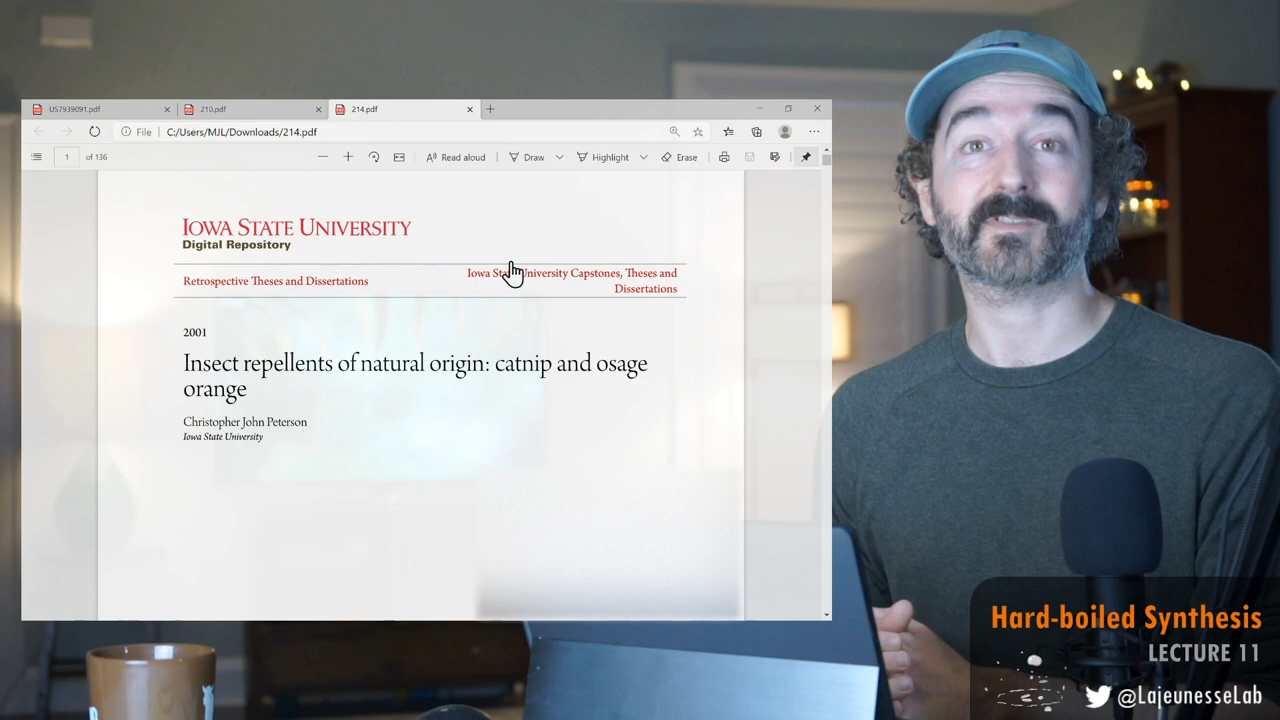 US7939091.pdf
210.pdf
214.pdf
File C:/Users/MJL/Downloads/214.pdf
1 of 136
Read aloud Draw Highlight Erase
IOWA STATE UNIVERSITY
Digital Repository
Retrospective Theses and Dissertations
Iowa State University Capstones, Theses and
Dissertations
2001
Insect repellents of natural origin: catnip and osage
orange
Christopher John Peterson
Iowa State University
Hard-boiled Synthesis
LECTURE 11
@LajeunesseLab